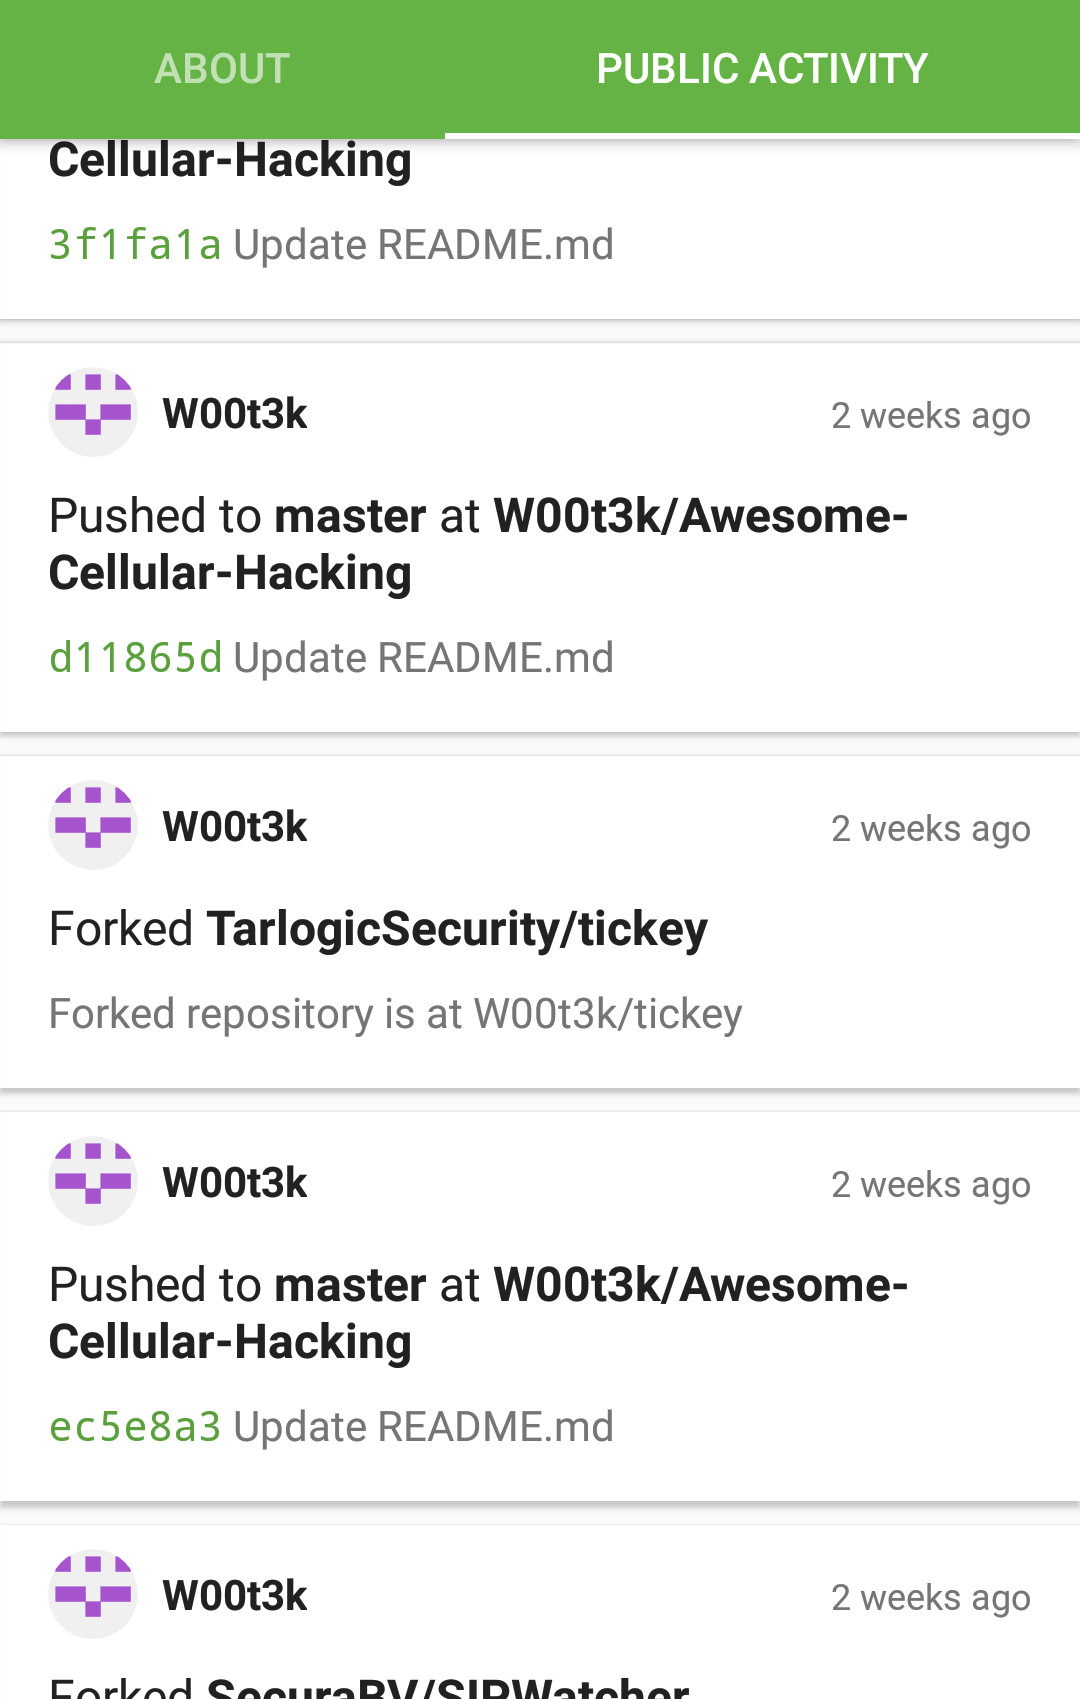 ABOUT PUBLIC ACTIVITY
Cellular-Hacking
3f1fa1a Update README.md
W00t3k 2 weeks ago
Pushed to master at W00t3k/Awesome-
Cellular-Hacking
d11865d Update README.md
W00t3k 2 weeks ago
Forked TarlogicSecurity/tickey
Forked repository is at W00t3k/tickey
W00t3k 2 weeks ago
Pushed to master at W00t3k/Awesome-
Cellular-Hacking
ec5e8a3 Update README.md
W00t3k 2 weeks ago
Forked SecuraBV/SIPWatcher